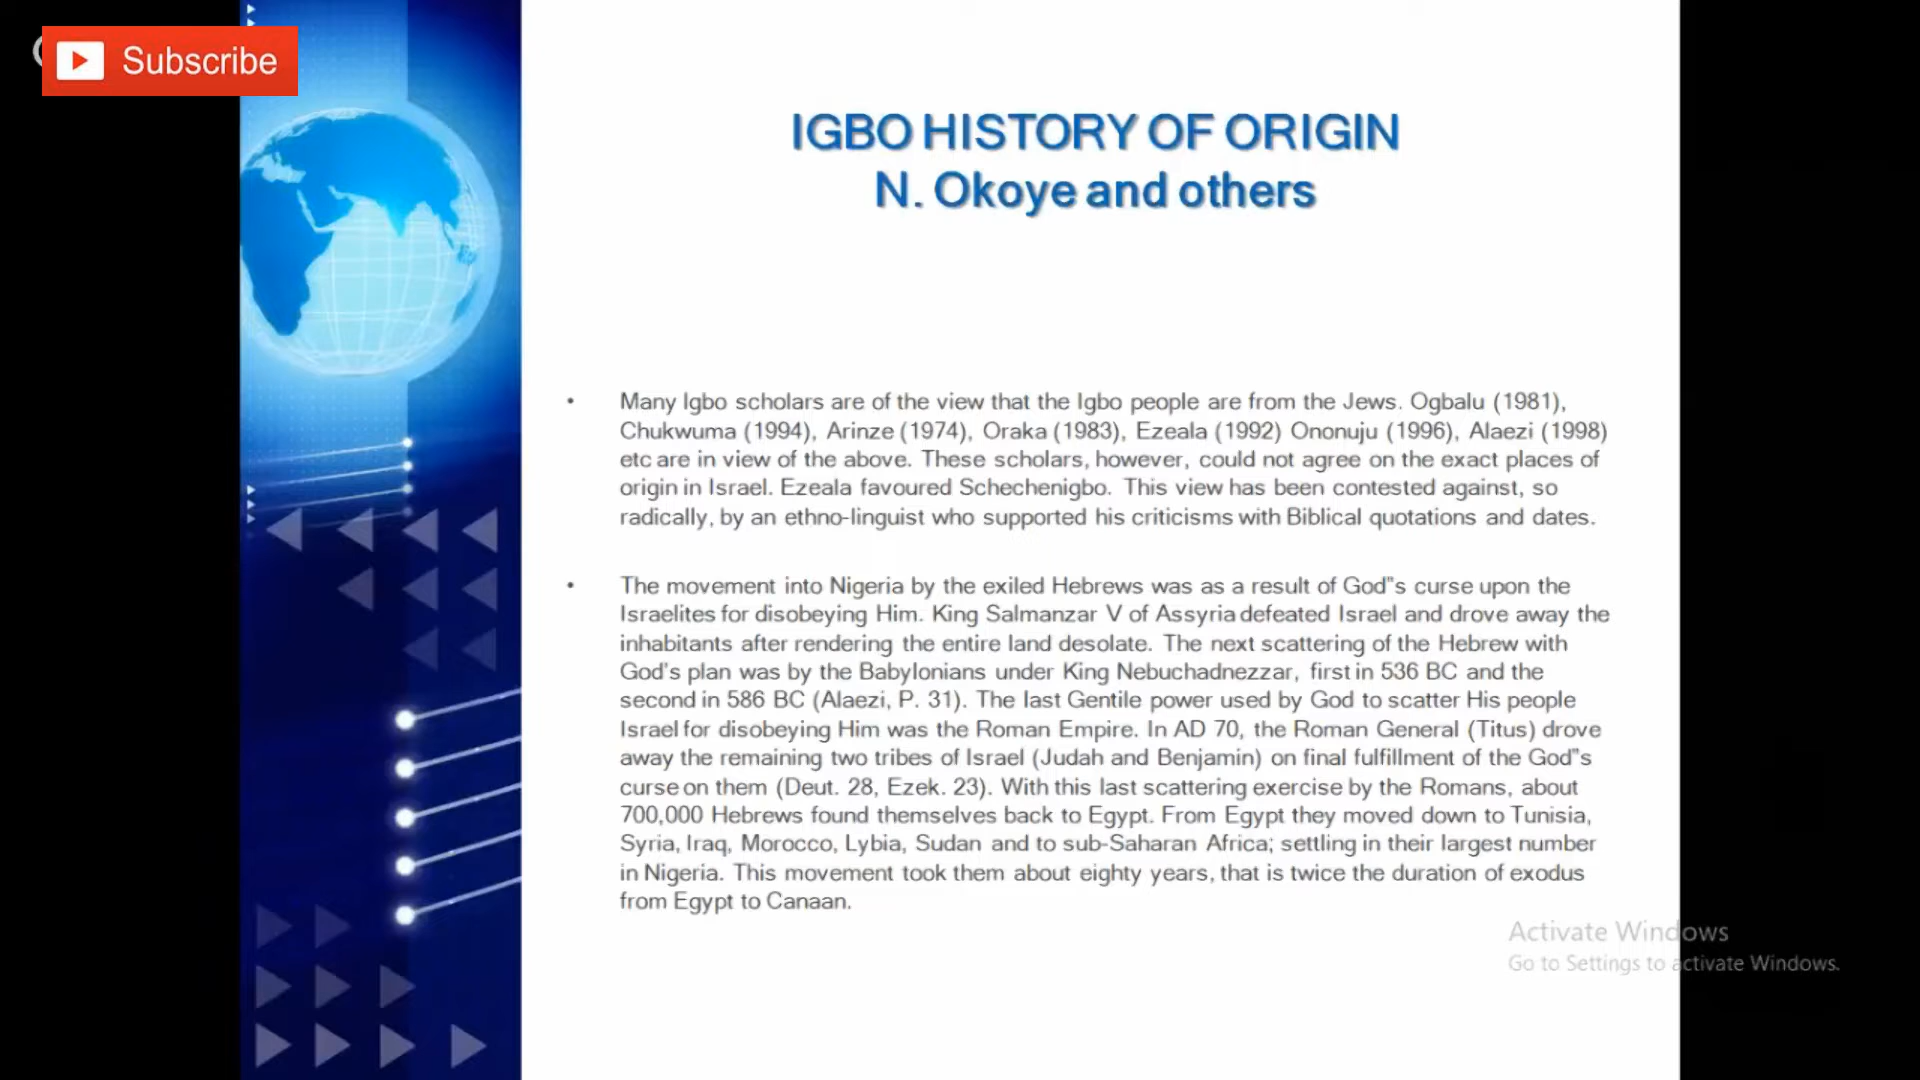 Subscribe
IGBO HISTORY OF ORIGIN
N. Okoye and others
• Many Igbo scholars are of the view that the Igbo people are from the Jews. Ogbalu (1981),
Chukwuma (1994), Arinze (1974), Oraka (1983), Ezeala (1992) Ononuju (1996), Alaezi (1998)
etc are in view of the above. These scholars, however, could not agree on the exact places of
origin in Israel. Ezeala favoured Schechenigbo. This view has been contested against, so
radically, by an ethno-linguist who supported his criticisms with Biblical quotations and dates.
• The movement into Nigeria by the exiled Hebrews was as a result of God"s curse upon the
Israelites for disobeying Him. King Salmanzar V of Assyria defeated Israel and drove away the
inhabitants after rendering the entire land desolate. The next scattering of the Hebrew with
God's plan was by the Babylonians under King Nebuchadnezzar, first in 536 BC and the
second in 586 BC (Alaezi, P. 31). The last Gentile power used by God to scatter His people
Israel for disobeying Him was the Roman Empire. In AD 70, the Roman General (Titus) drove
away the remaining two tribes of Israel (Judah and Benjamin) on final fulfillment of the God"s
curse on them (Deut. 28, Ezek. 23). With this last scattering exercise by the Romans, about
700,000 Hebrews found themselves back to Egypt. From Egypt they moved down to Tunisia,
Syria, Iraq, Morocco, Lybia, Sudan and to sub-Saharan Africa; settling in their largest number
in Nigeria. This movement took them about eighty years, that is twice the duration of exodus
from Egypt to Canaan.
Activate Windows
Go to Settings to activate Windows.